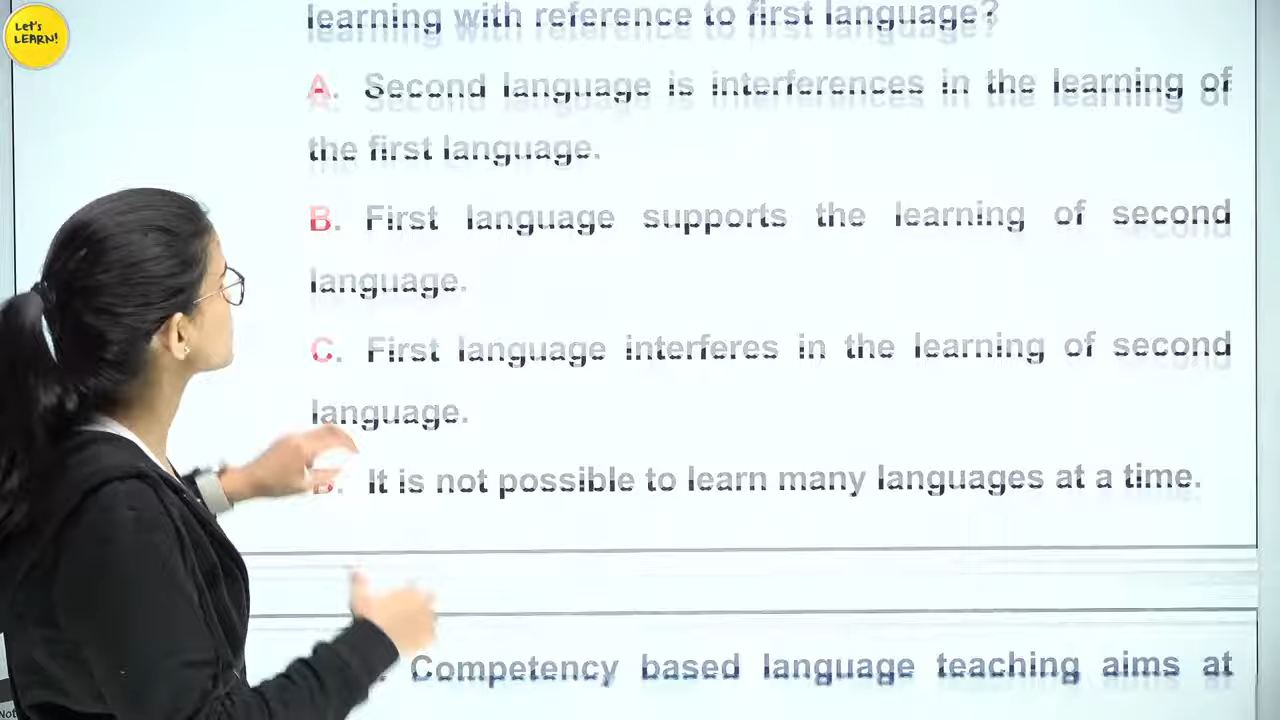 Let's
LEARN!
learning with reference to first language?
A. Second language is interferences in the learning of
the first language.
B. First language supports the learning of second
language.
C. First language interferes in the learning of second
language.
D. It is not possible to learn many languages at a time.
Competency based language teaching aims at
Not